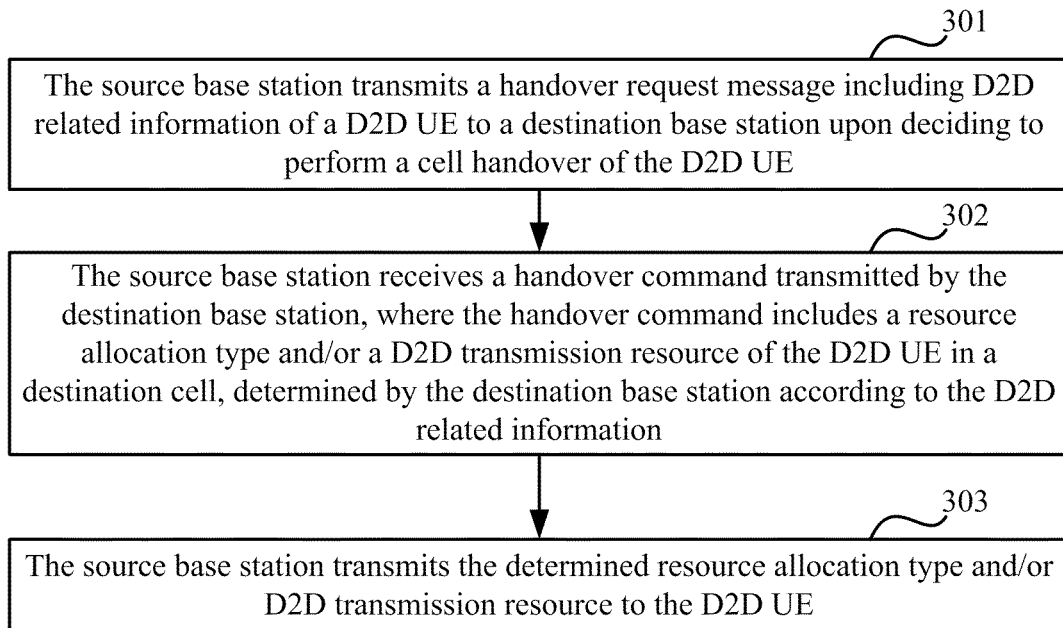 301
The source base station transmits a handover request message including D2D
related information of a D2D UE to a destination base station upon deciding to
perform a cell handover of the D2D UE
302
The source base station receives a handover command transmitted by the
destination base station, where the handover command includes a resource
allocation type and/or a D2D transmission resource of the D2D UE in a
destination cell, determined by the destination base station according to the D2D
related information
303
The source base station transmits the determined resource allocation type and/or
D2D transmission resource to the D2D UE